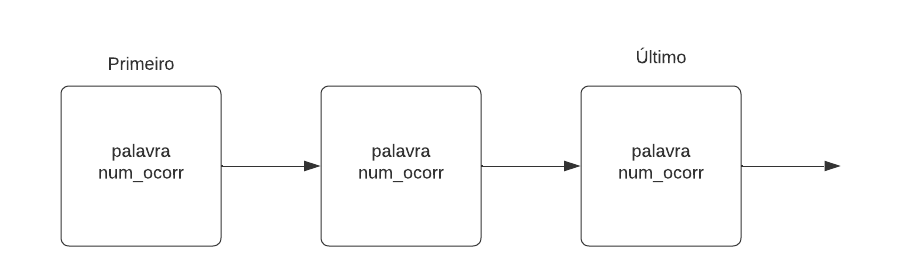 Primeiro
Último
palavra
num_ocorr
palavra
num_ocorr
palavra
num_ocorr